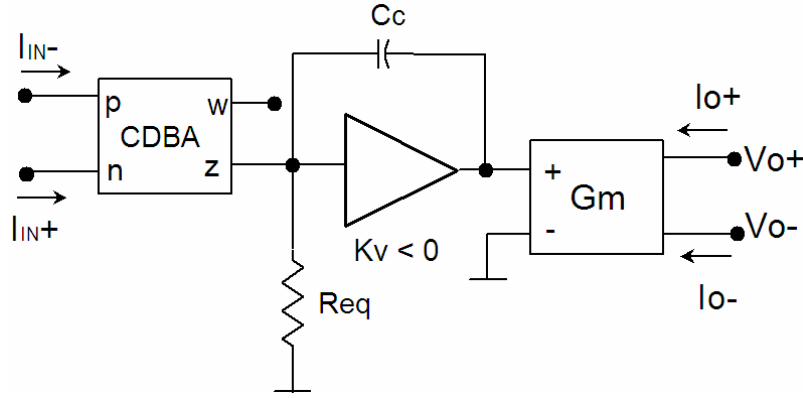 Cc
IIN-
p
w
CDBA
n
z
IIN+
Kv < 0
Req
+
-
Gm
Io+
Vo+
Vo-
Io-